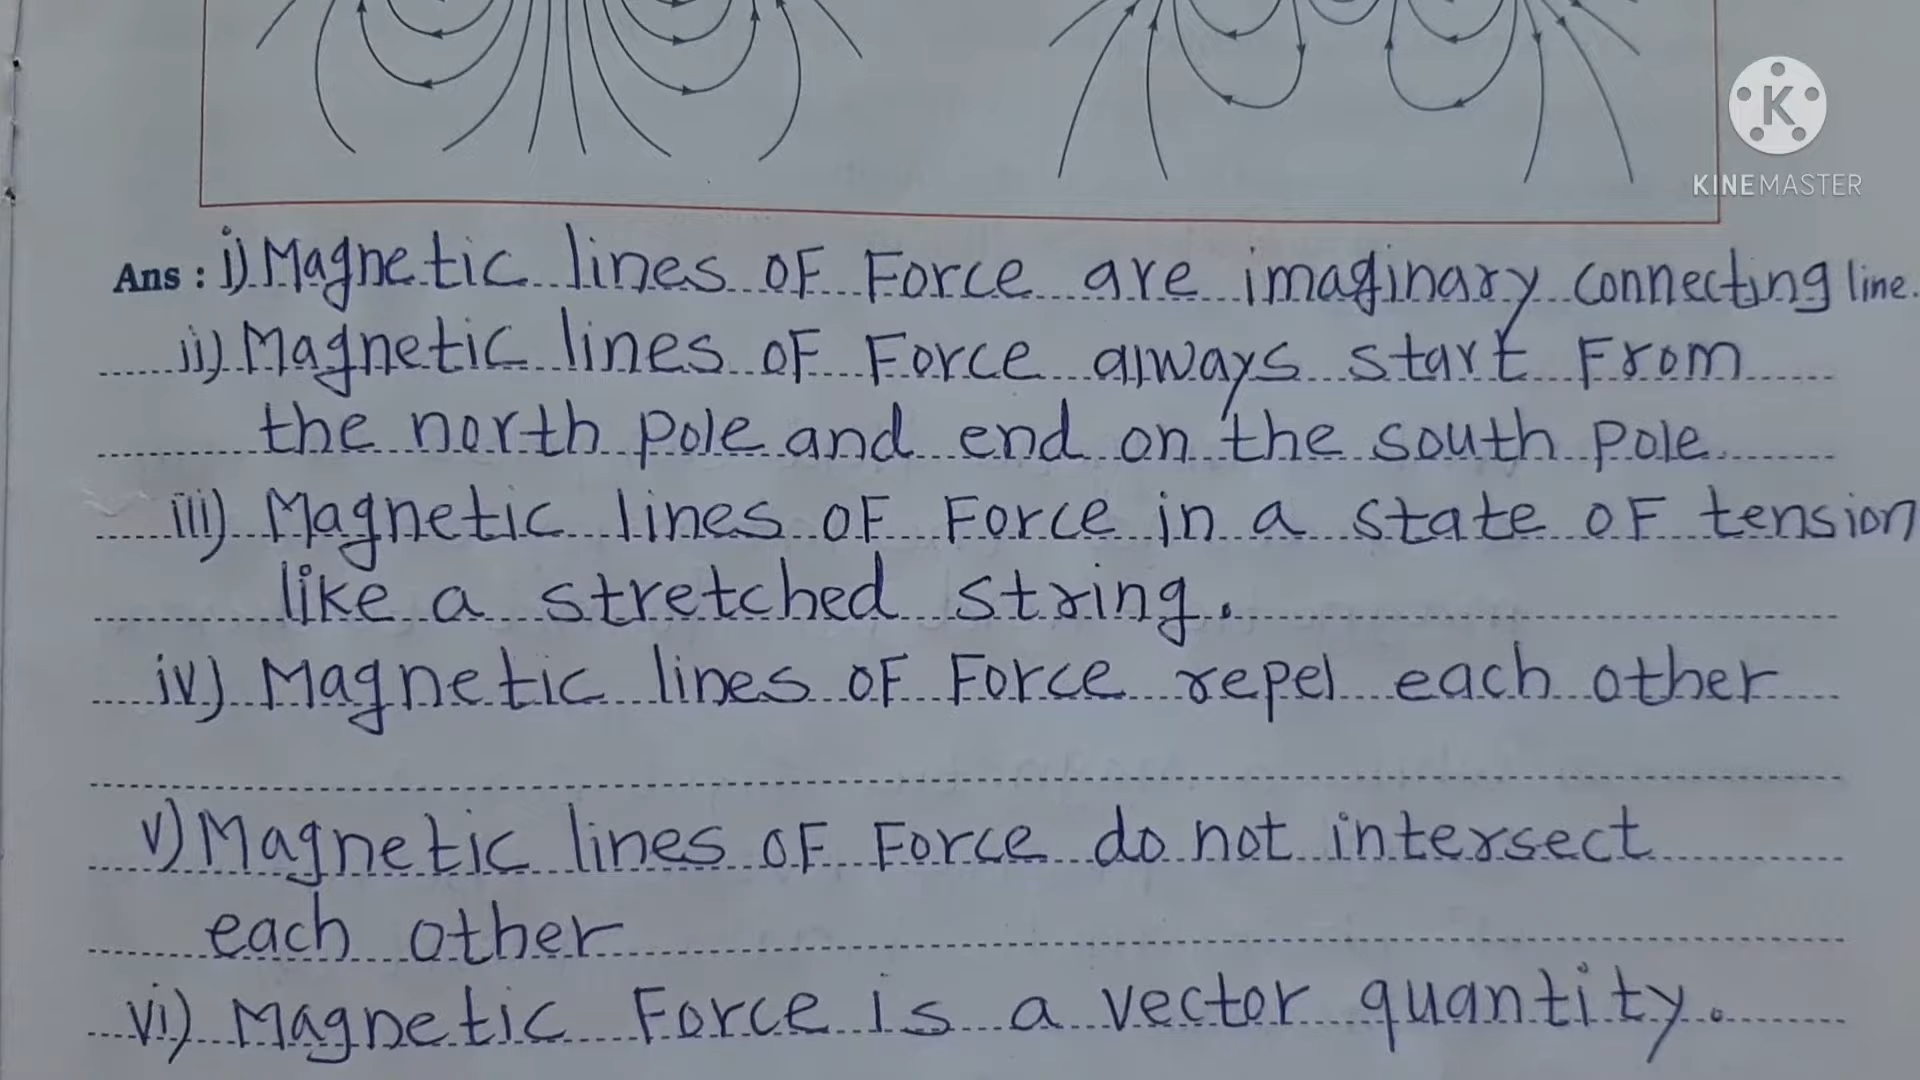 KINEMASTER
Ans : i) Magnetic lines of Force are imaginary connecting line.
ii) Magnetic lines of Force always start From
the north pole and end on the south pole
iii) Magnetic lines of Force in a state of tension
like a stretched string.
iv) Magnetic lines of Force repel each other
v) Magnetic lines of Force do not intersect
each other
vi) Magnetic Force is a vector quantity.